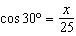 cos 30° = x/25